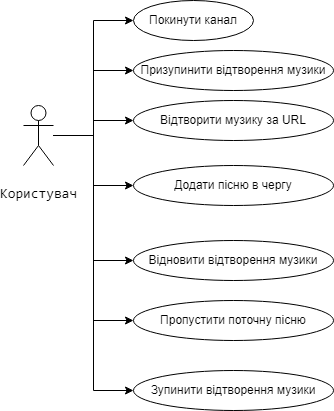 Покинути канал
Призупинити відтворення музики
Відтворити музику за URL
Додати пісню в чергу
Користувач
Відновити відтворення музики
Пропустити поточну пісню
Зупинити відтворення музики